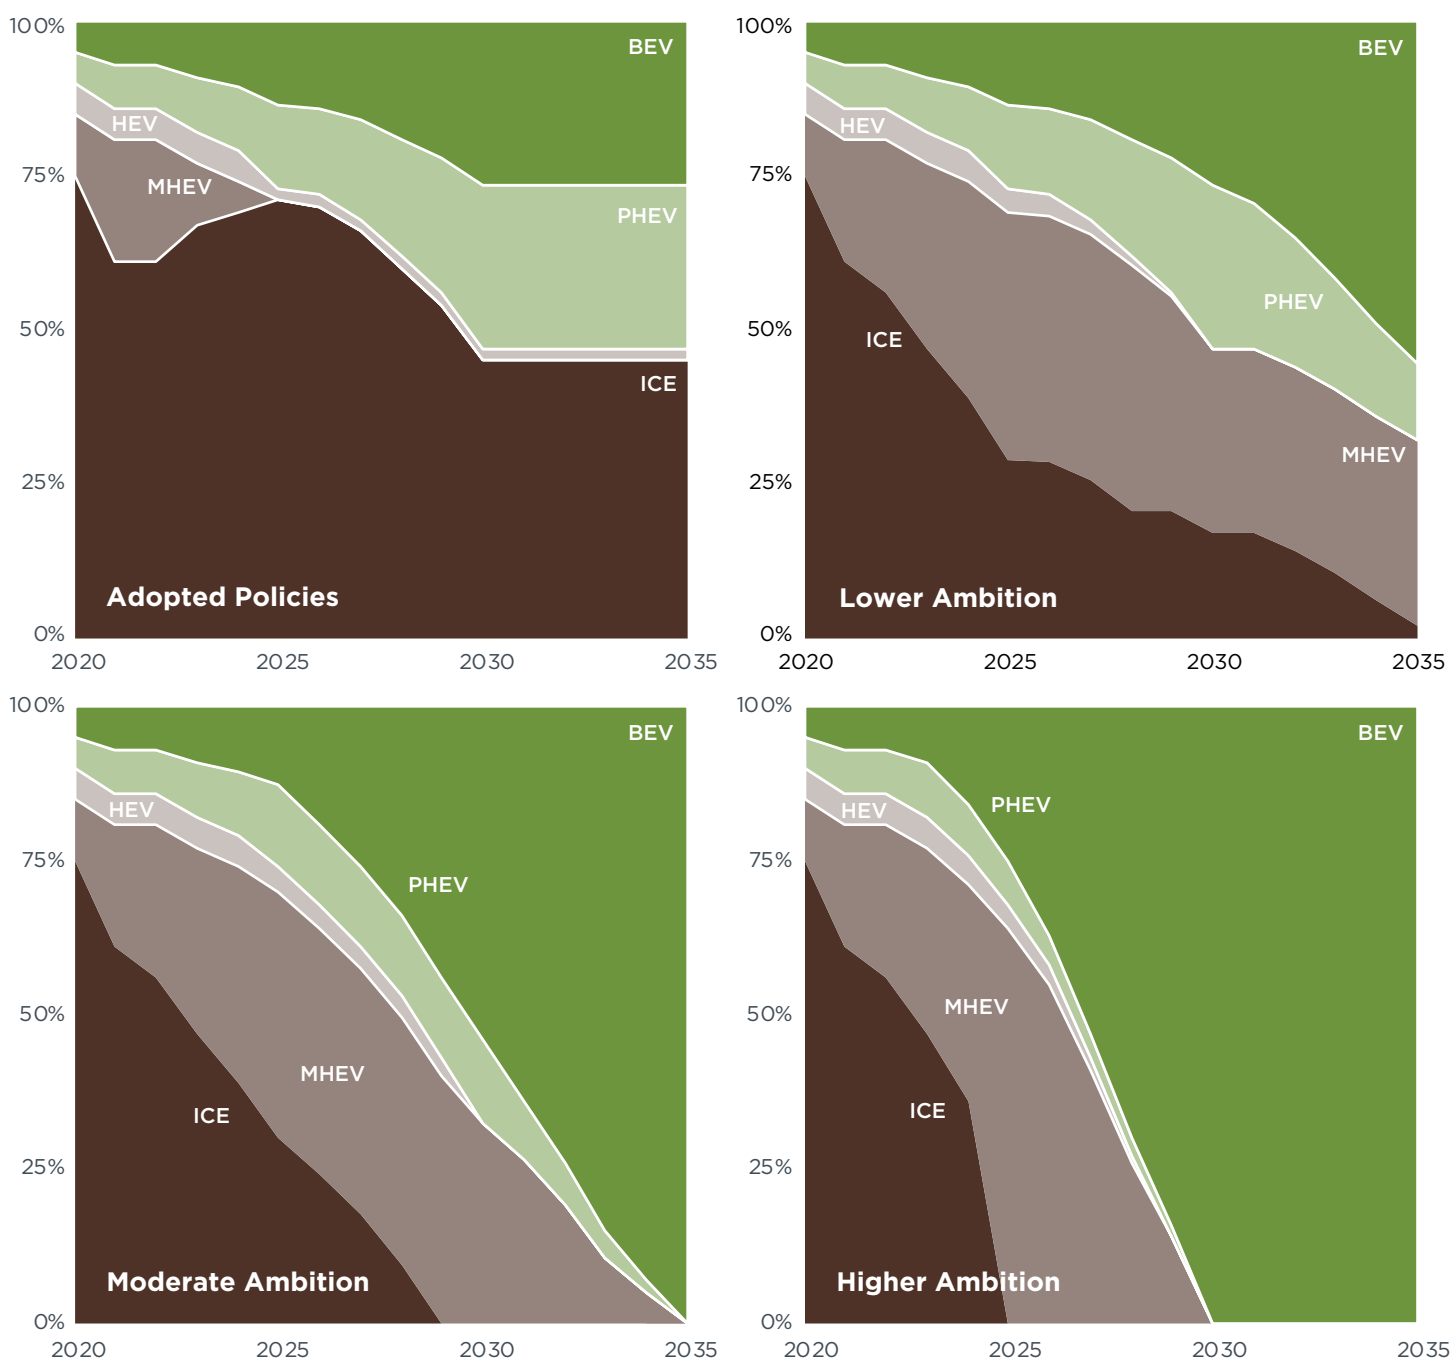 100%
BEV
HEV
75%
MHEV
PHEV
50%
ICE
25%
Adopted Policies
0%
2020
2025
2030
2035
100%
BEV
HEV
75%
PHEV
50%
ICE
MHEV
25%
Lower Ambition
0%
2020
2025
2030
2035
100%
BEV
HEV
75%
PHEV
50%
MHEV
ICE
25%
Moderate Ambition
0%
2020
2025
2030
2035
100%
BEV
PHEV
HEV
75%
50%
MHEV
ICE
25%
Higher Ambition
0%
2020
2025
2030
2035